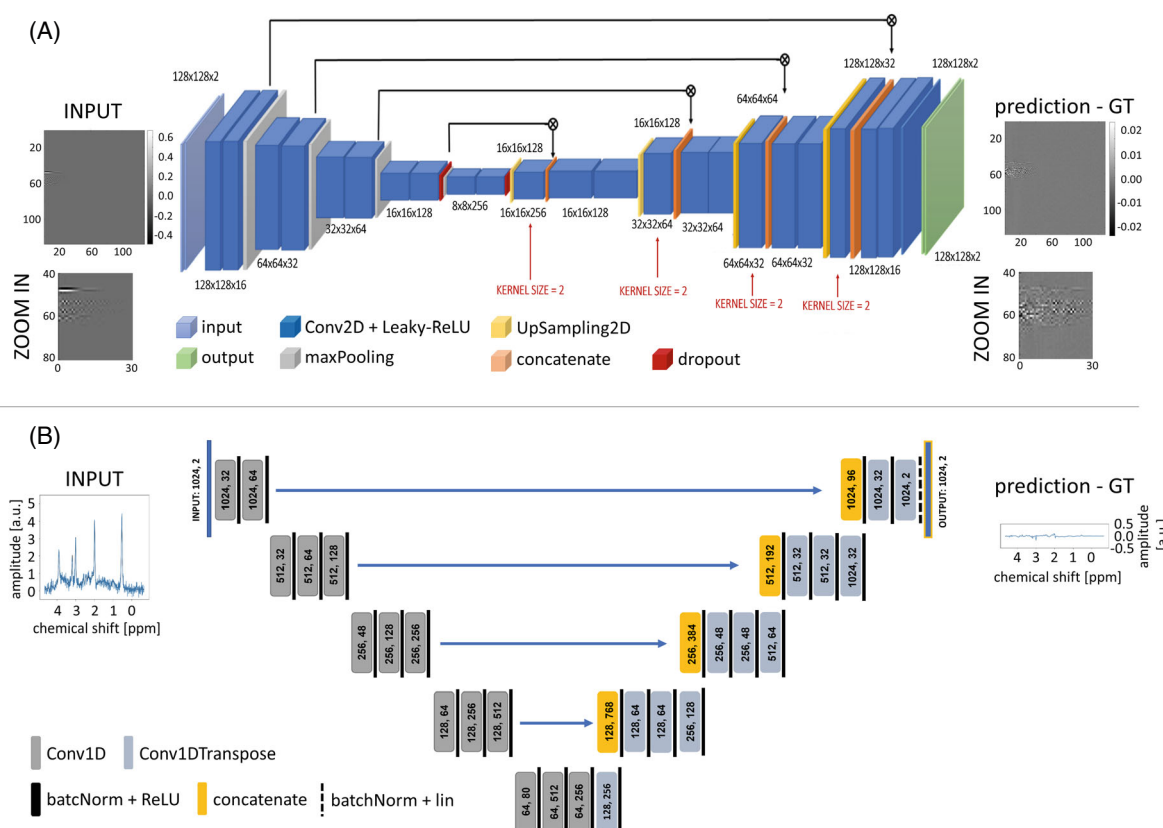 (A)
INPUT
20
60
100
20 60 100
0.6
0.4
0.2
0.0
-0.2
-0.4
ZOOM IN
40
60
80
0 30
128x128x2
128x128x16
64x64x32
32x32x64
16x16x128
8x8x256
16x16x128
16x16x256
16x16x128
16x16x128
32x32x64
32x32x64
64x64x64
64x64x32
64x64x32
128x128x32
128x128x16
128x128x2
128x128x2
KERNEL SIZE = 2
KERNEL SIZE = 2
KERNEL SIZE = 2
KERNEL SIZE = 2
input
Conv2D + Leaky-ReLU
UpSampling2D
output
maxPooling
concatenate
dropout
prediction - GT
20
60
100
20 60 100
0.02
0.01
0.00
-0.01
-0.02
ZOOM IN
40
60
80
0 30
(B)
INPUT
amplitude [a.u.]
5
4
3
2
1
0
4 3 2 1 0
chemical shift [ppm]
INPUT: 1024, 2
1024, 32
1024, 64
1024, 96
1024, 32
1024, 2
OUTPUT: 1024, 2
512, 32
512, 64
512, 128
512, 192
512, 32
512, 32
1024, 32
256, 48
256, 128
256, 256
256, 384
256, 48
256, 48
512, 64
128, 64
128, 256
128, 512
128, 768
128, 64
128, 64
256, 128
64, 80
64, 512
64, 256
128, 256
prediction - GT
0.5
0.0
-0.5
amplitude
[a.u.]
4 3 2 1 0
chemical shift [ppm]
Conv1D
Conv1DTranspose
batcNorm + ReLU
concatenate
batchNorm + lin